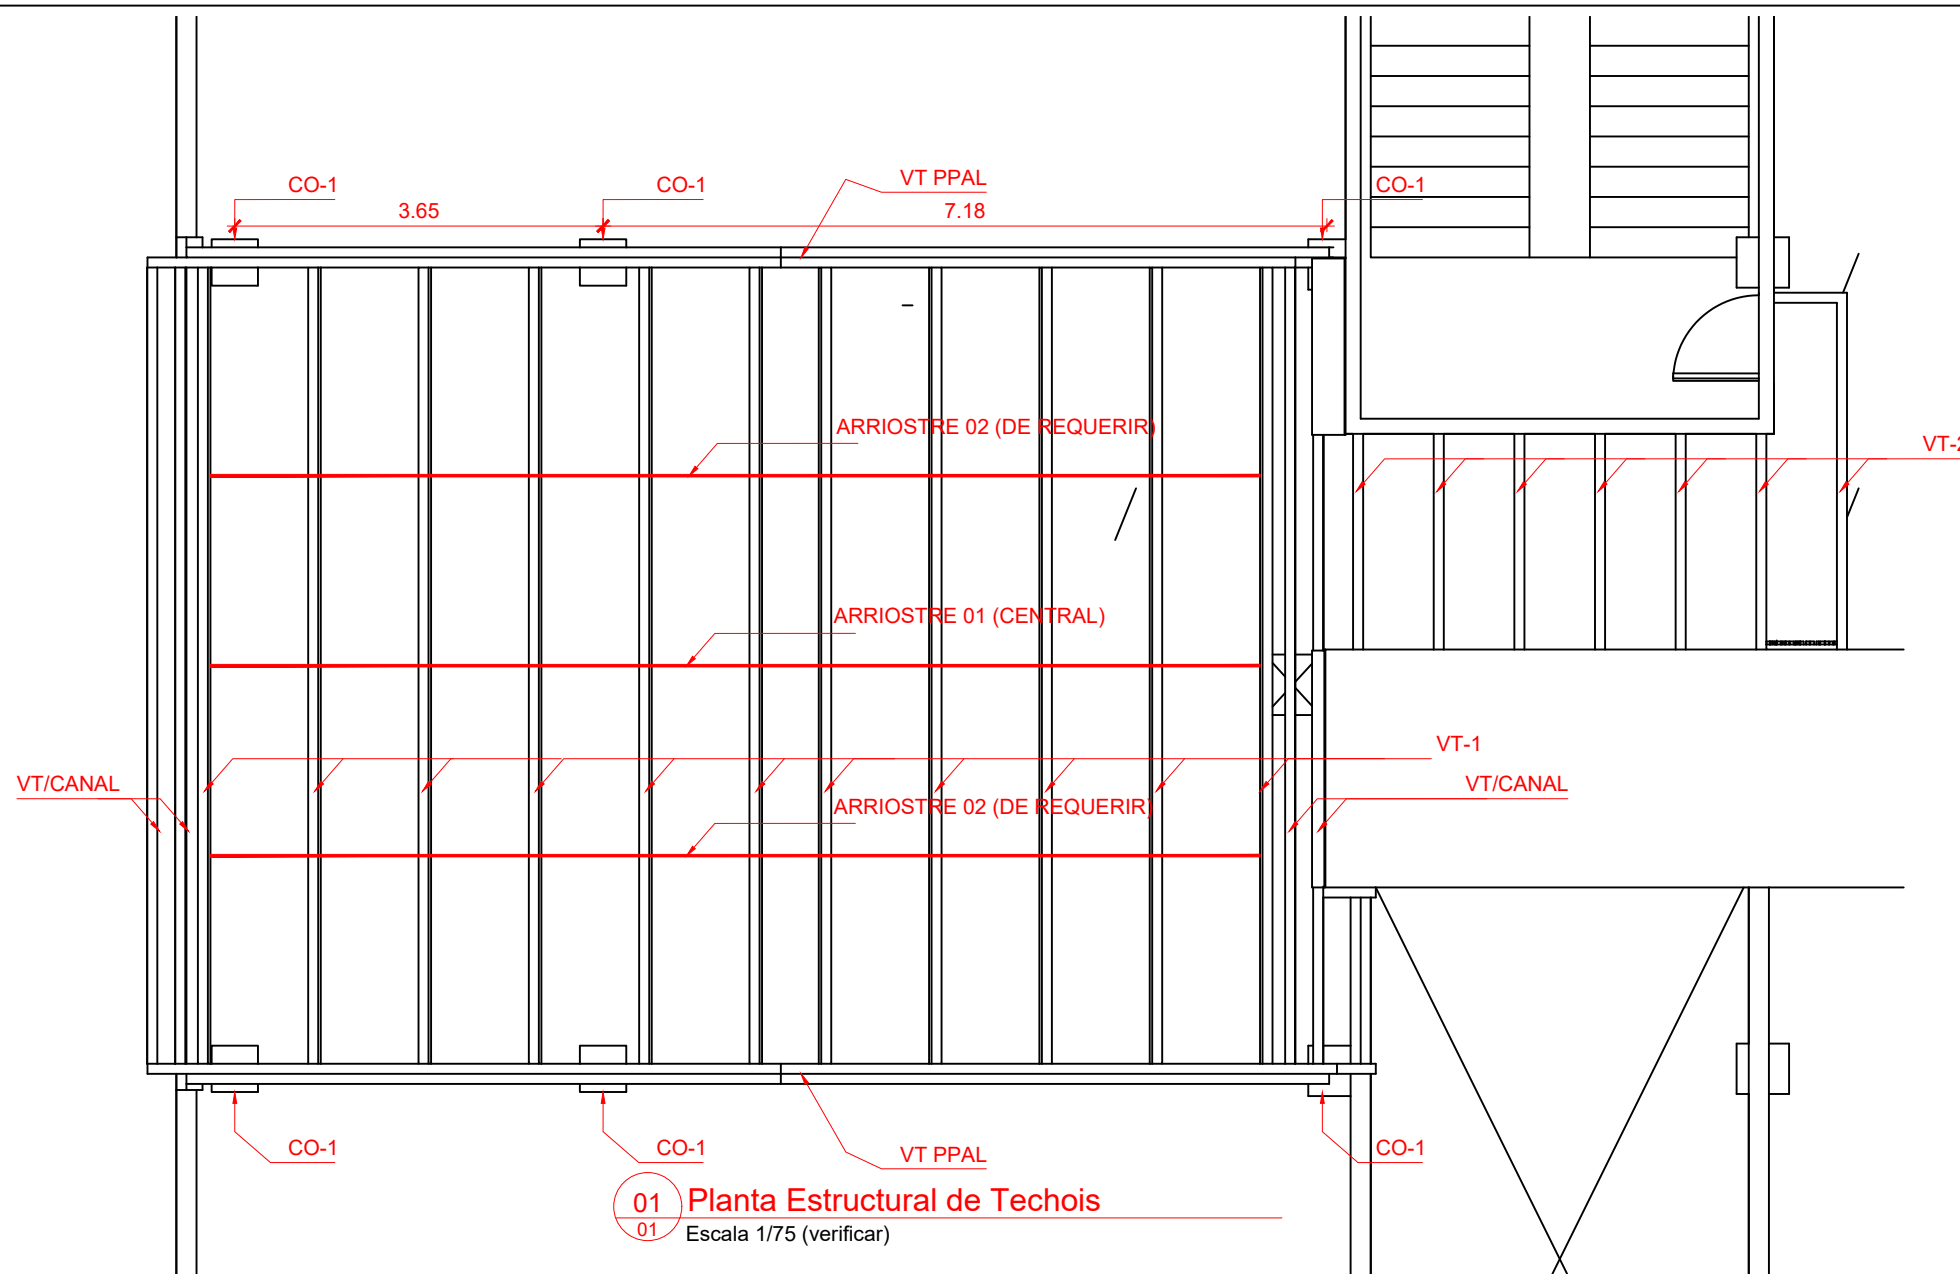 CO-1
CO-1
VT PPAL
CO-1
3.65
7.18
ARRIOSTRE 02 (DE REQUERIR)
VT-2
ARRIOSTRE 01 (CENTRAL)
VT-1
VT/CANAL
VT/CANAL
ARRIOSTRE 02 (DE REQUERIR)
CO-1
CO-1
VT PPAL
CO-1
01
Planta Estructural de Techois
01
Escala 1/75 (verificar)